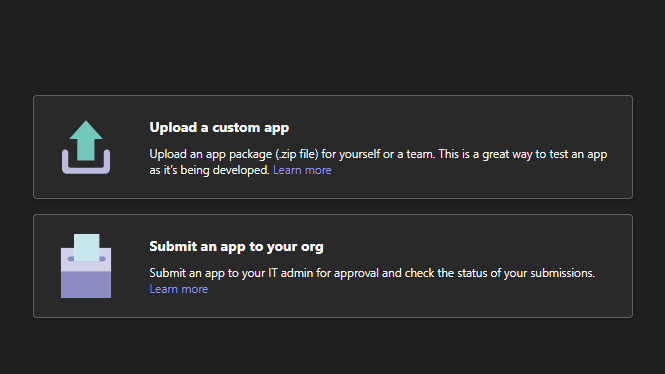 Upload a custom app
Upload an app package (.zip file) for yourself or a team. This is a great way to test an app
as it’s being developed. Learn more
Submit an app to your org
Submit an app to your IT admin for approval and check the status of your submissions.
Learn more